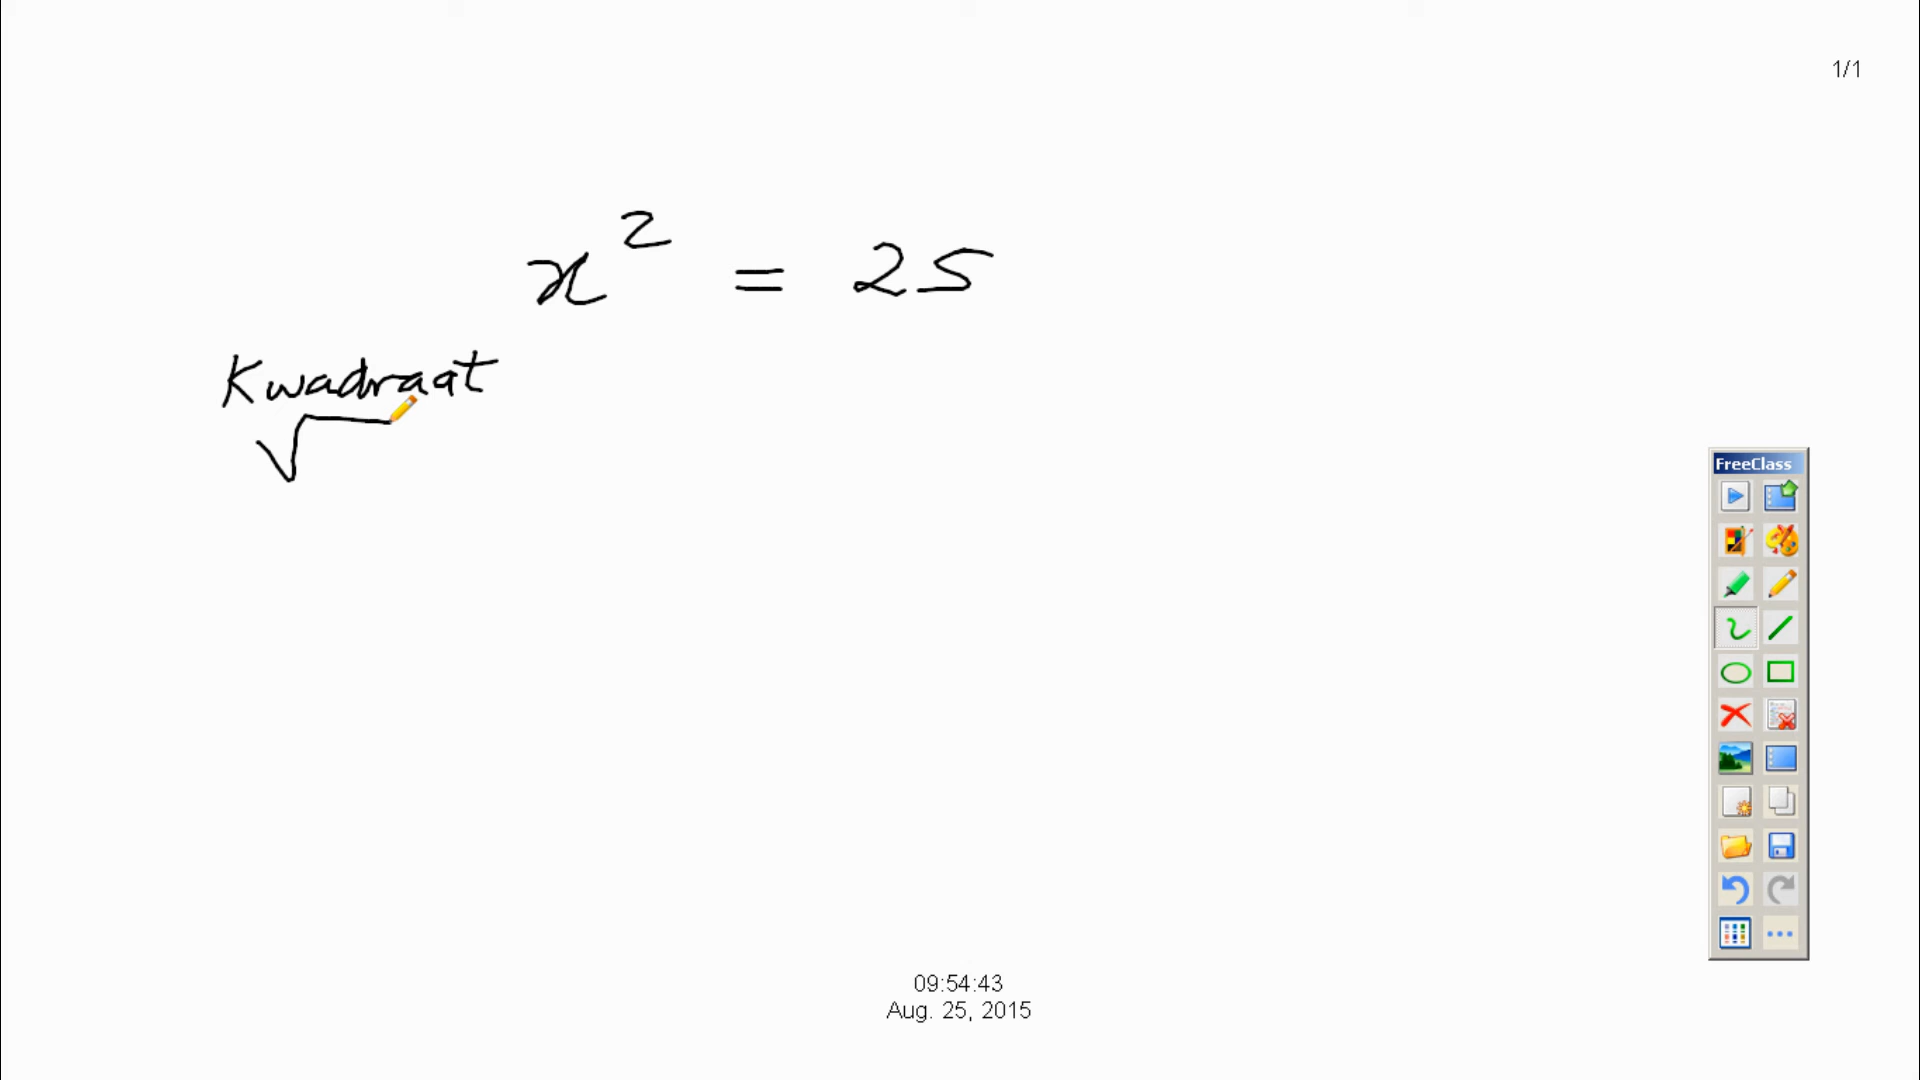 1/1
x² = 25
Kwadraat
√
FreeClass
09:54:43
Aug. 25, 2015